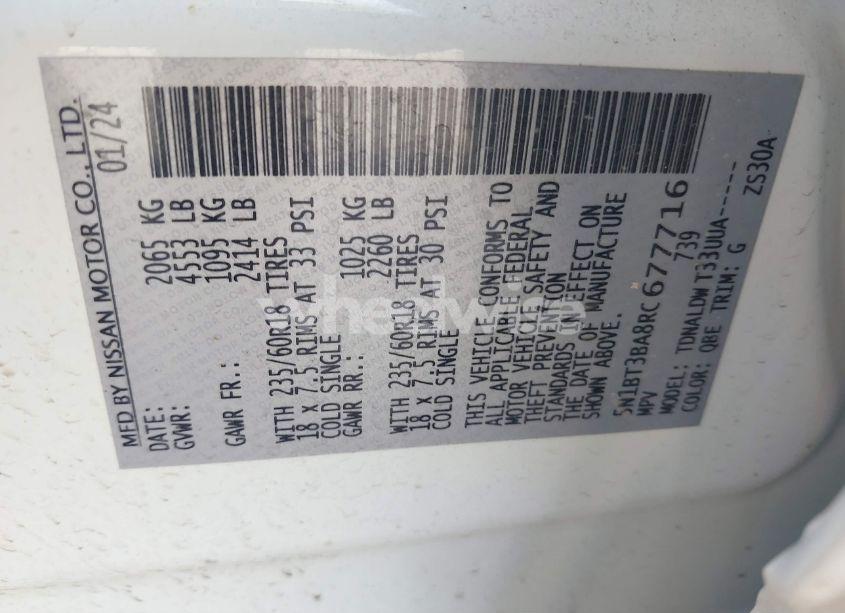 MFD BY NISSAN MOTOR CO., LTD.
DATE: 01/24
GVWR: 2065 KG
4553 LB
GAWR FR.: 1095 KG
2414 LB
WITH 235/60R18 TIRES
18 X 7.5 RIMS AT 33 PSI
COLD SINGLE
GAWR RR.: 1025 KG
2260 LB
WITH 235/60R18 TIRES
18 X 7.5 RIMS AT 30 PSI
COLD SINGLE
THIS VEHICLE CONFORMS TO
ALL APPLICABLE FEDERAL
MOTOR VEHICLE SAFETY AND
THEFT PREVENTION
STANDARDS IN EFFECT ON
THE DATE OF MANUFACTURE
SHOWN ABOVE.
5N1BT3BA8RC677716
MPV 739
MODEL: TDNALDWT33UUA-----
COLOR: QBE TRIM: G ZS30A